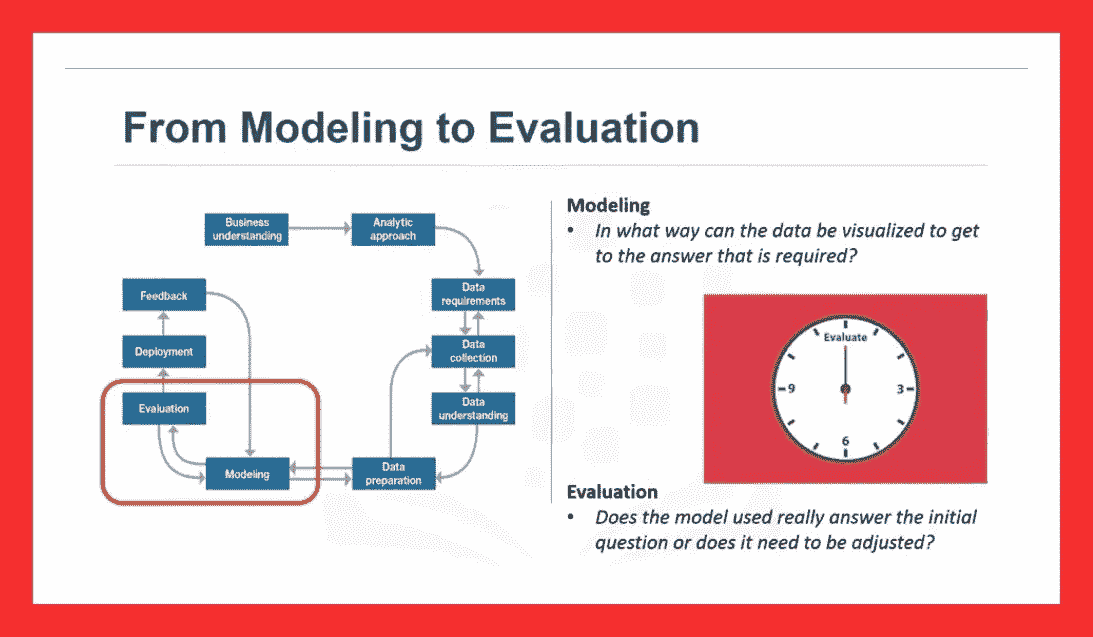 From Modeling to Evaluation
Business
understanding
Analytic
approach
Feedback
Data
requirements
Deployment
Data
collection
Evaluation
Data
understanding
Modeling
Data
preparation
Modeling
• In what way can the data be visualized to get
to the answer that is required?
Evaluate
9
3
6
Evaluation
• Does the model used really answer the initial
question or does it need to be adjusted?